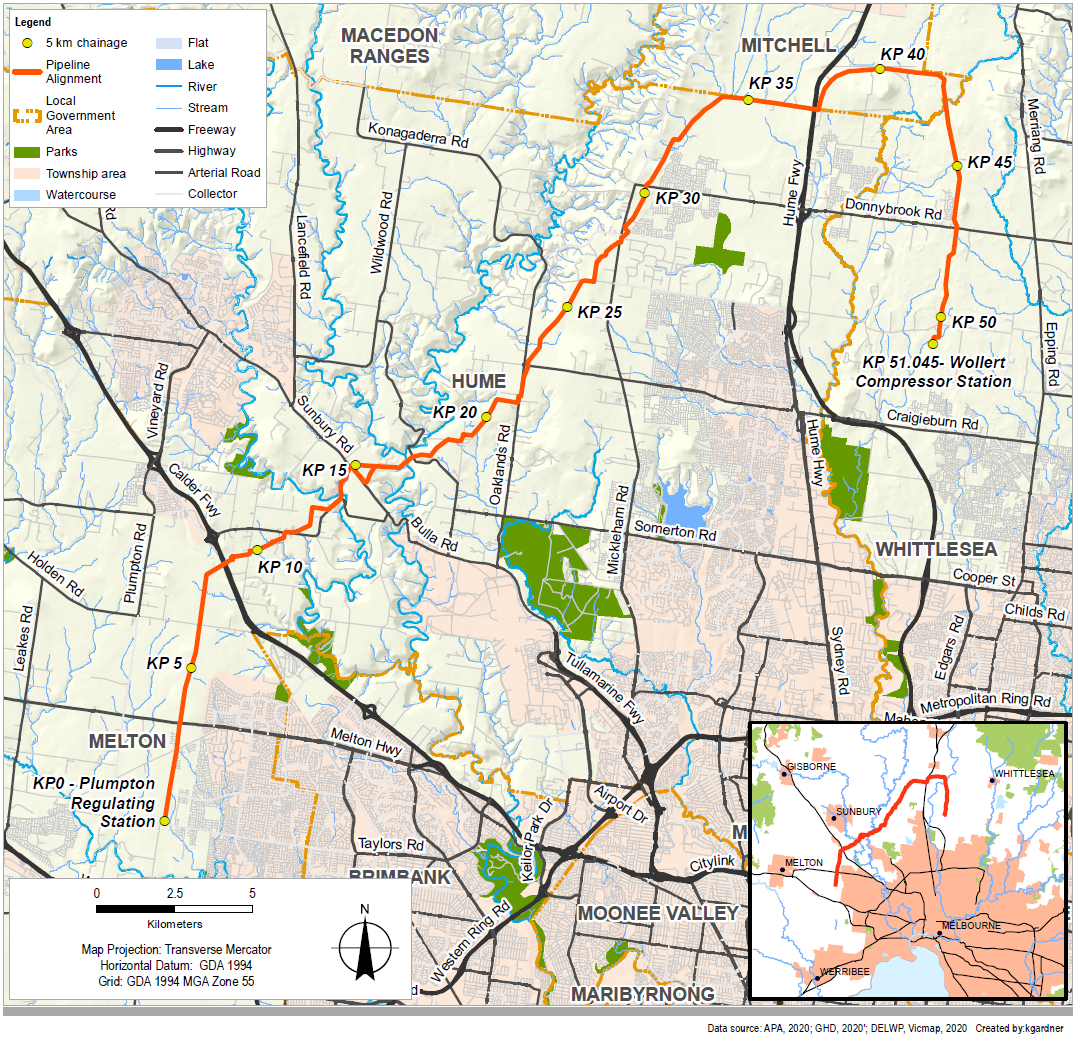 Legend
5 km chainage
Pipeline
Alignment
Local
Government
Area
Parks
Township area
Watercourse
Flat
Lake
River
Stream
Freeway
Highway
Arterial Road
Collector
MACEDON
RANGES
MITCHELL
KP 40
KP 35
Konagaderra Rd
Merriang Rd
KP 45
Hume Fwy
KP 30
Donnybrook Rd
Rd
Lancefield Rd
Wildwood Rd
KP 25
KP 50
KP 51.045- Wollert
Compressor Station
Epping Rd
HUME
Vineyard Rd
KP 20
Sunbury Rd
Craigieburn Rd
Hume Hwy
KP 15
Oaklands Rd
Calder Fwy
Mickleham Rd
Bulla Rd
Somerton Rd
WHITTLESEA
Plumpton Rd
Holden Rd
KP 10
Cooper St
Childs Rd
Leakes Rd
Edgars Rd
KP 5
Sydney Rd
Tullamarine Fwy
Metropolitan Ring Rd
MELTON
Melton Hwy
KP0 - Plumpton
Regulating
Station
Airport Dr
Keilor Park Dr
Taylors Rd
Citylink
BRIMBANK
MOONEE VALLEY
Western Ring Rd
MARIBYRNONG
0 2.5 5
Kilometers
Map Projection: Transverse Mercator
Horizontal Datum: GDA 1994
Grid: GDA 1994 MGA Zone 55
N
GISBORNE
WHITTLESEA
SUNBURY
MELTON
MELBOURNE
WERRIBEE
Data source: APA, 2020; GHD, 2020'; DELWP, Vicmap, 2020 Created by:kgardner